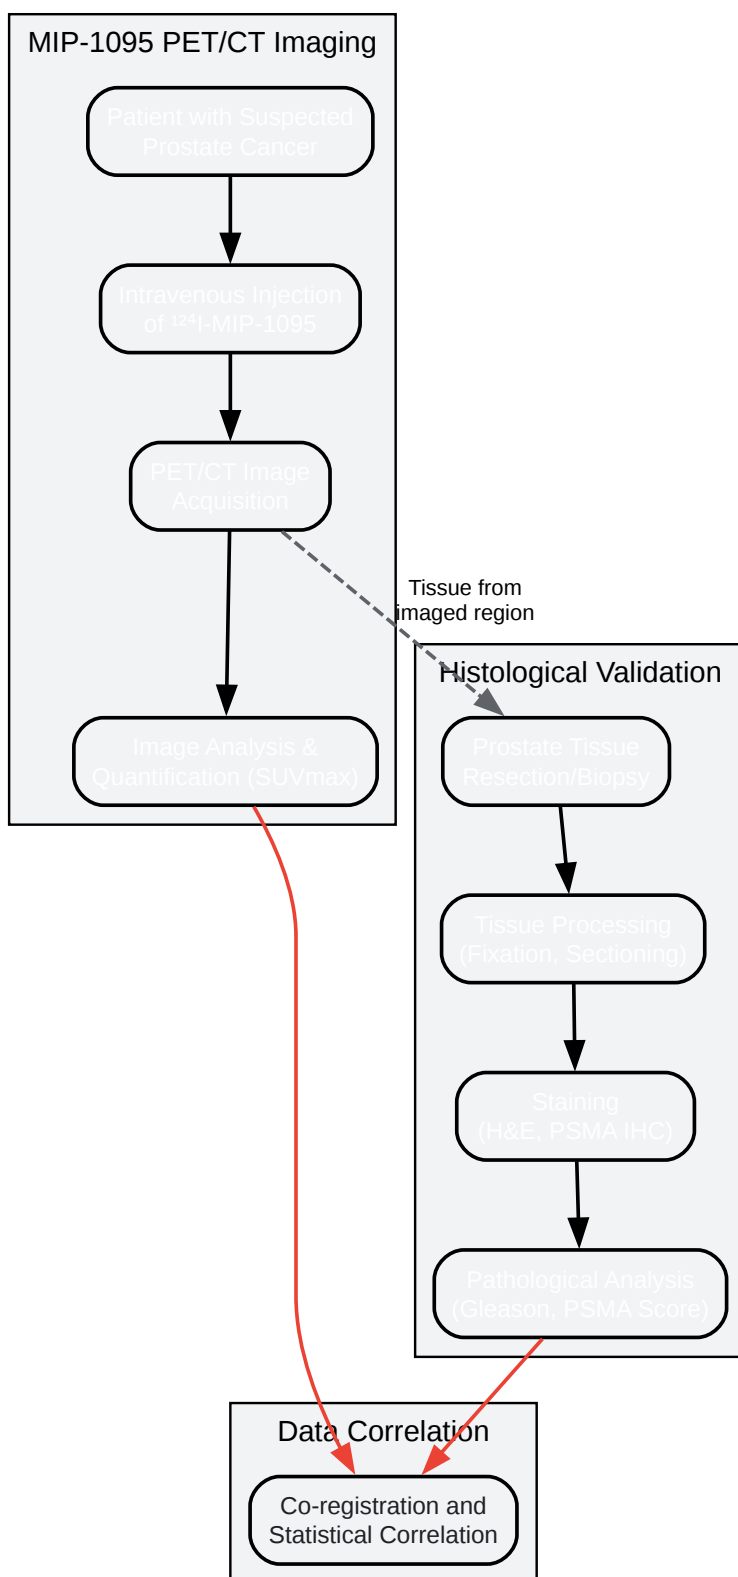 MIP-1095 PET/CT Imaging
Patient with Suspected
Prostate Cancer
Intravenous Injection
of ¹²⁴I-MIP-1095
PET/CT Image
Acquisition
Tissue from
imaged region
Image Analysis &
Quantification (SUVmax)
Histological Validation
Prostate Tissue
Resection/Biopsy
Tissue Processing
(Fixation, Sectioning)
Staining
(H&E, PSMA IHC)
Pathological Analysis
(Gleason, PSMA Score)
Data Correlation
Co-registration and
Statistical Correlation